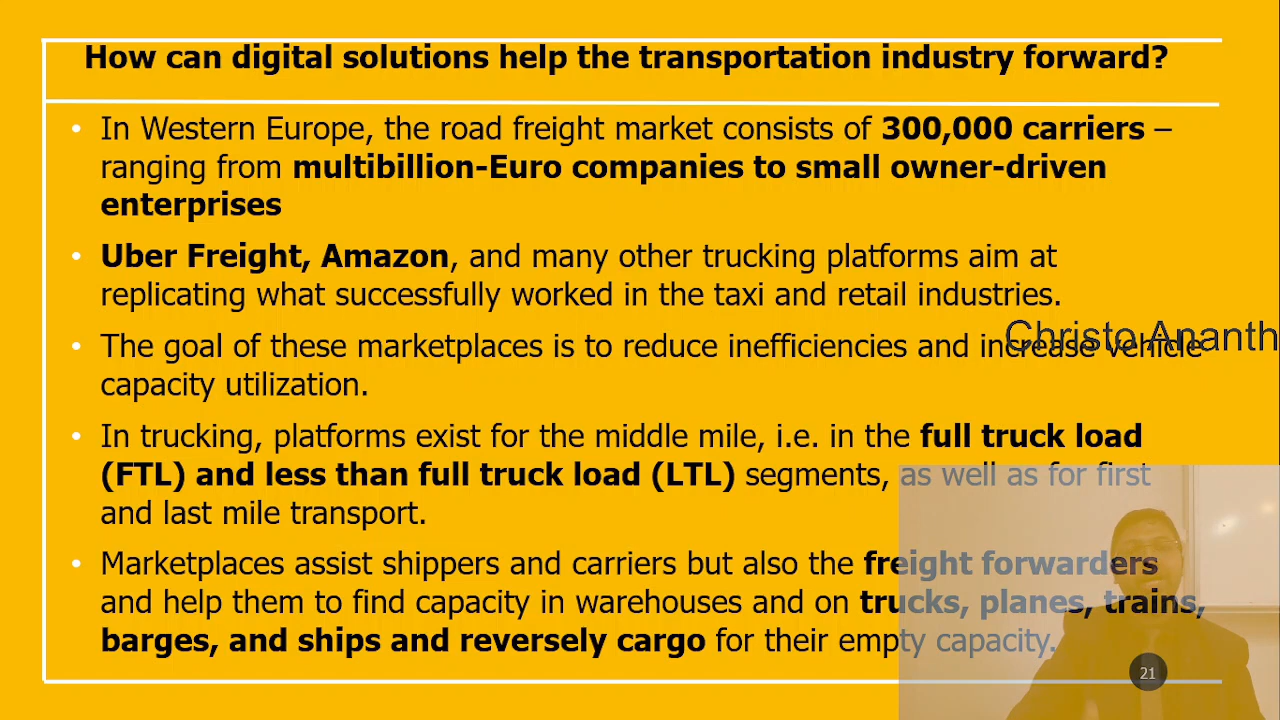 How can digital solutions help the transportation industry forward?
• In Western Europe, the road freight market consists of 300,000 carriers –
ranging from multibillion-Euro companies to small owner-driven
enterprises
• Uber Freight, Amazon, and many other trucking platforms aim at
replicating what successfully worked in the taxi and retail industries.
• The goal of these marketplaces is to reduce inefficiencies and increase vehicle
Christo Ananth
capacity utilization.
• In trucking, platforms exist for the middle mile, i.e. in the full truck load
(FTL) and less than full truck load (LTL) segments, as well as for first
and last mile transport.
• Marketplaces assist shippers and carriers but also the freight forwarders
and help them to find capacity in warehouses and on trucks, planes, trains,
barges, and ships and reversely cargo for their empty capacity.
21